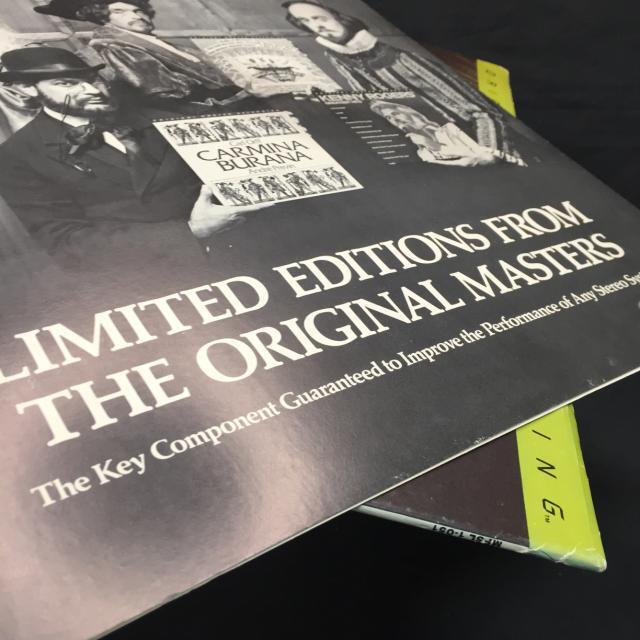 CARMINA
BURANA
LIMITED EDITIONS FROM
THE ORIGINAL MASTERS
The Key Component Guaranteed to Improve the Performance of Any Stereo
ING™